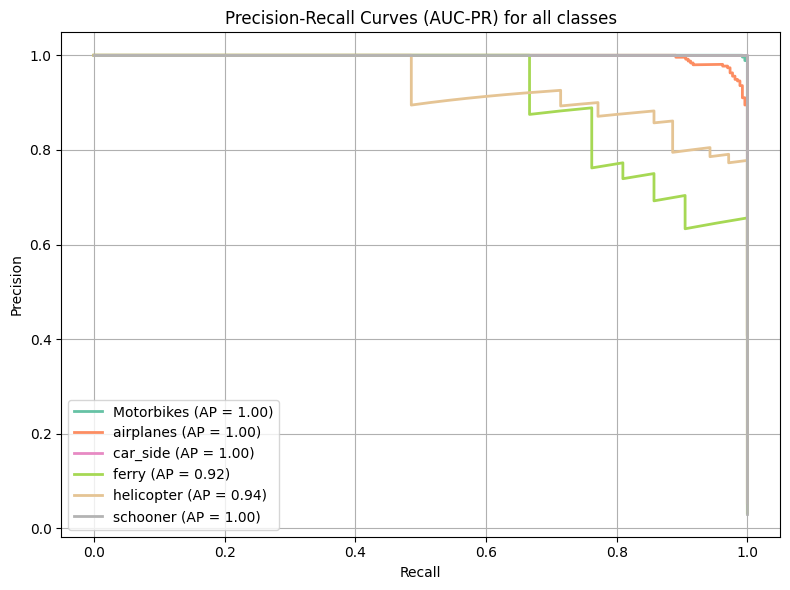 Precision-Recall Curves (AUC-PR) for all classes
Precision
1.0
0.8
0.6
0.4
0.2
0.0
Motorbikes (AP = 1.00)
airplanes (AP = 1.00)
car_side (AP = 1.00)
ferry (AP = 0.92)
helicopter (AP = 0.94)
schooner (AP = 1.00)
0.0 0.2 0.4 0.6 0.8 1.0
Recall